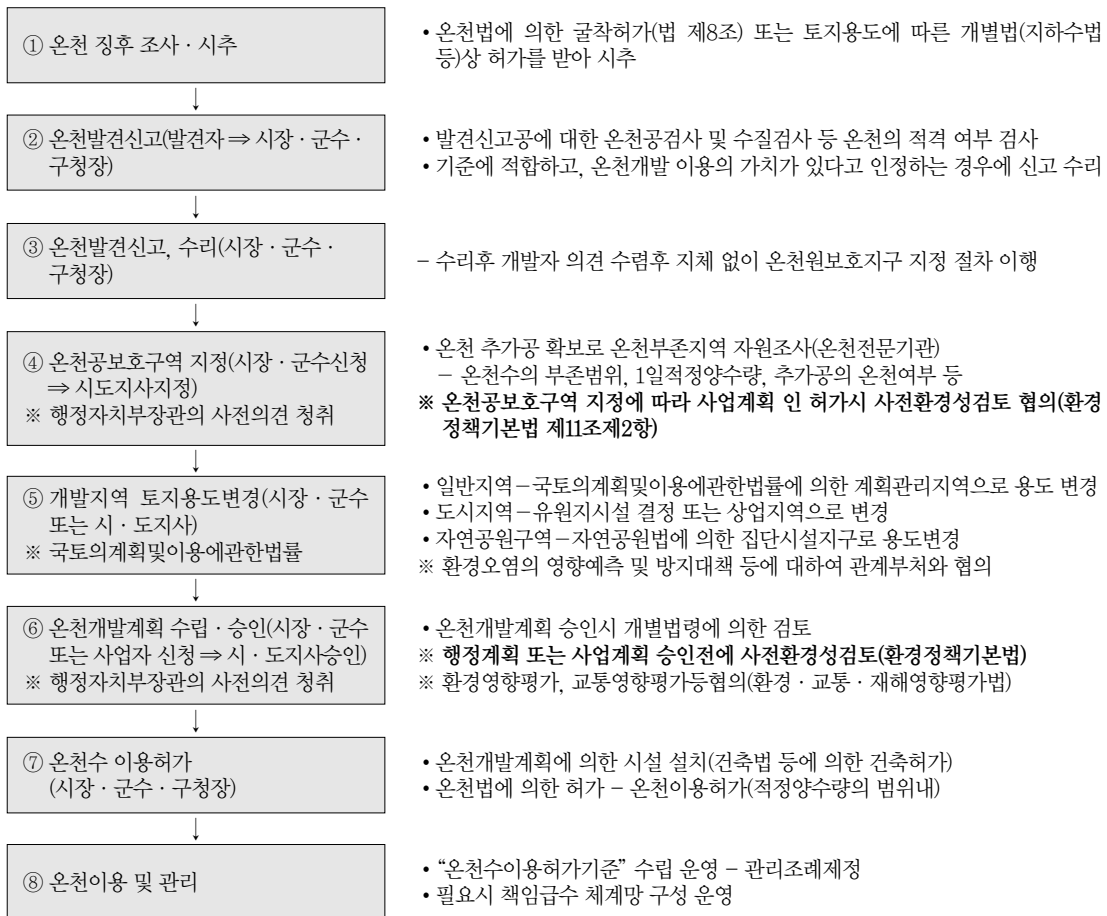 ① 온천 징후 조사 · 시추
• 온천법에 의한 굴착허가(법 제8조) 또는 토지용도에 따른 개별법(지하수법
등)상 허가를 받아 시추
↓
② 온천발견신고(발견자 ⇒ 시장 · 군수 ·
구청장)
• 발견신고공에 대한 온천공검사 및 수질검사 등 온천의 적격 여부 검사
• 기준에 적합하고, 온천개발 이용의 가치가 있다고 인정하는 경우에 신고 수리
↓
③ 온천발견신고, 수리(시장 · 군수 ·
구청장)
− 수리후 개발자 의견 수렴후 지체 없이 온천원보호지구 지정 절차 이행
↓
④ 온천공보호구역 지정(시장 · 군수신청
⇒ 시도지사지정)
※ 행정자치부장관의 사전의견 청취
• 온천 추가공 확보로 온천부존지역 자원조사(온천전문기관)
− 온천수의 부존범위, 1일적정양수량, 추가공의 온천여부 등
※ 온천공보호구역 지정에 따라 사업계획 인 허가시 사전환경성검토 협의(환경
정책기본법 제11조제2항)
↓
⑤ 개발지역 토지용도변경(시장 · 군수
또는 시 · 도지사)
※ 국토의계획및이용에관한법률
• 일반지역−국토의계획및이용에관한법률에 의한 계획관리지역으로 용도 변경
• 도시지역−유원지시설 결정 또는 상업지역으로 변경
• 자연공원구역−자연공원법에 의한 집단시설지구로 용도변경
※ 환경오염의 영향예측 및 방지대책 등에 대하여 관계부처와 협의
↓
⑥ 온천개발계획 수립 · 승인(시장 · 군수
또는 사업자 신청 ⇒ 시 · 도지사승인)
※ 행정자치부장관의 사전의견 청취
• 온천개발계획 승인시 개별법령에 의한 검토
※ 행정계획 또는 사업계획 승인전에 사전환경성검토(환경정책기본법)
※ 환경영향평가, 교통영향평가등협의(환경 · 교통 · 재해영향평가법)
↓
⑦ 온천수 이용허가
(시장 · 군수 · 구청장)
• 온천개발계획에 의한 시설 설치(건축법 등에 의한 건축허가)
• 온천법에 의한 허가 − 온천이용허가(적정양수량의 범위내)
↓
⑧ 온천이용 및 관리
• “온천수이용허가기준” 수립 운영 − 관리조례제정
• 필요시 책임급수 체계망 구성 운영